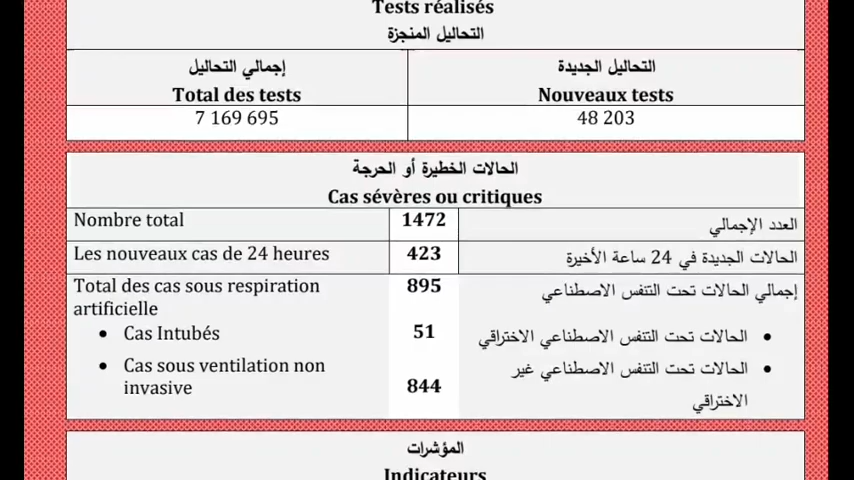 Tests réalisés
التحاليل المنجزة
إجمالي التحاليل
التحاليل الجديدة
Total des tests
Nouveaux tests
7 169 695
48 203
الحالات الخطيرة أو الحرجة
Cas sévères ou critiques
Nombre total 1472 العدد الإجمالي
Les nouveaux cas de 24 heures 423 الحالات الجديدة في 24 ساعة الأخيرة
Total des cas sous respiration 895 إجمالي الحالات تحت التنفس الاصطناعي
artificielle
• Cas Intubés 51 • الحالات تحت التنفس الاصطناعي الاختراقي
• Cas sous ventilation non • الحالات تحت التنفس الاصطناعي غير
invasive 844 الاختراقي
المؤشرات
Indicateurs